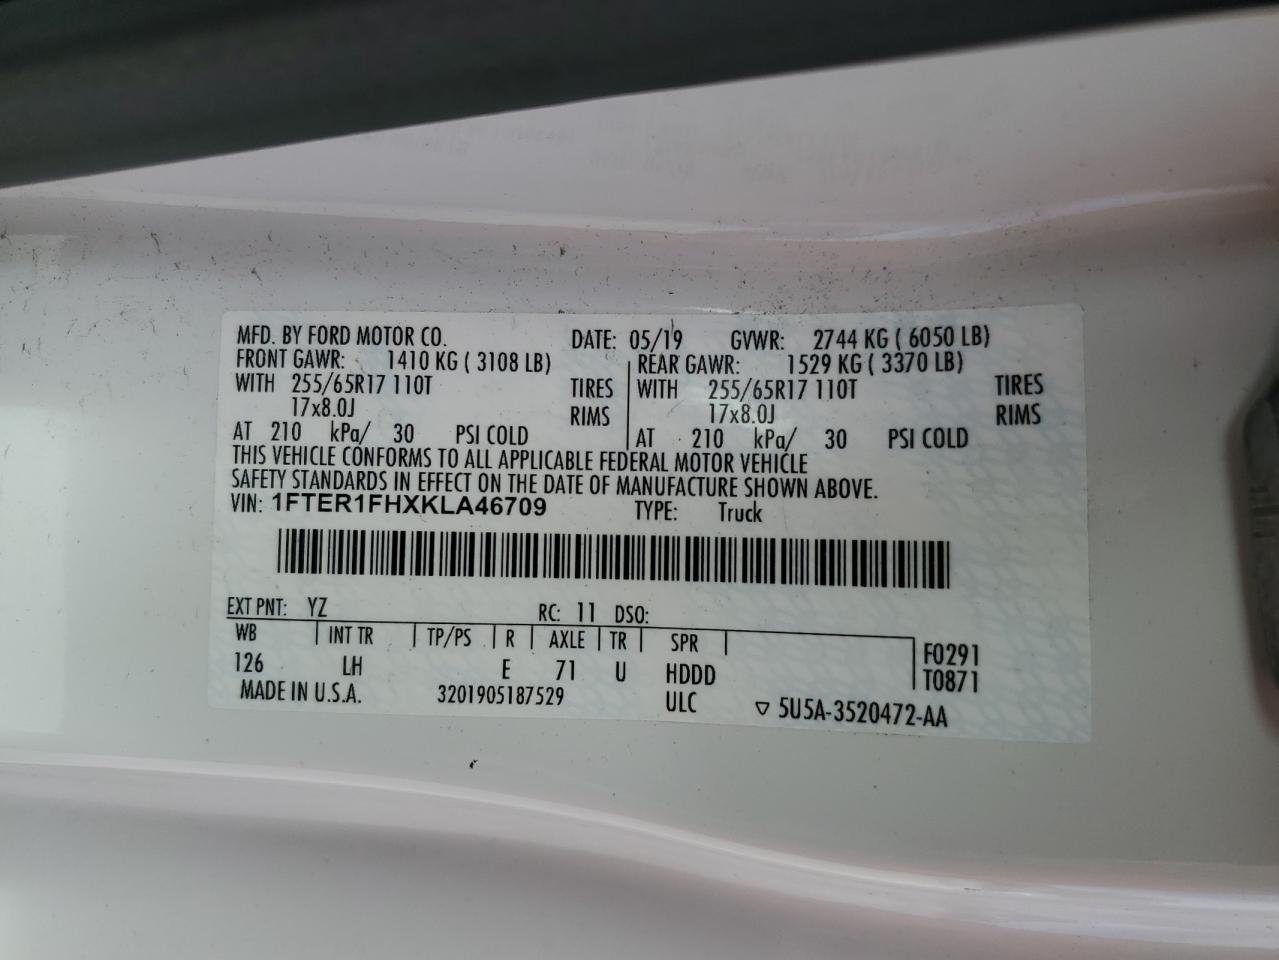 MFD. BY FORD MOTOR CO. DATE: 05/19 GVWR: 2744 KG ( 6050 LB)
FRONT GAWR: 1410 KG ( 3108 LB) REAR GAWR: 1529 KG ( 3370 LB)
WITH 255/65R17 110T TIRES WITH 255/65R17 110T TIRES
17x8.0J RIMS 17x8.0J RIMS
AT 210 kPa/ 30 PSI COLD AT 210 kPa/ 30 PSI COLD
THIS VEHICLE CONFORMS TO ALL APPLICABLE FEDERAL MOTOR VEHICLE
SAFETY STANDARDS IN EFFECT ON THE DATE OF MANUFACTURE SHOWN ABOVE.
VIN: 1FTER1FHXKLA46709 TYPE: Truck
EXT PNT: YZ RC: 11 DSO:
WB INT TR TP/PS R AXLE TR SPR F0291
126 LH E 71 U HDDD T0871
MADE IN U.S.A. 3201905187529 ULC ▽ 5U5A-3520472-AA